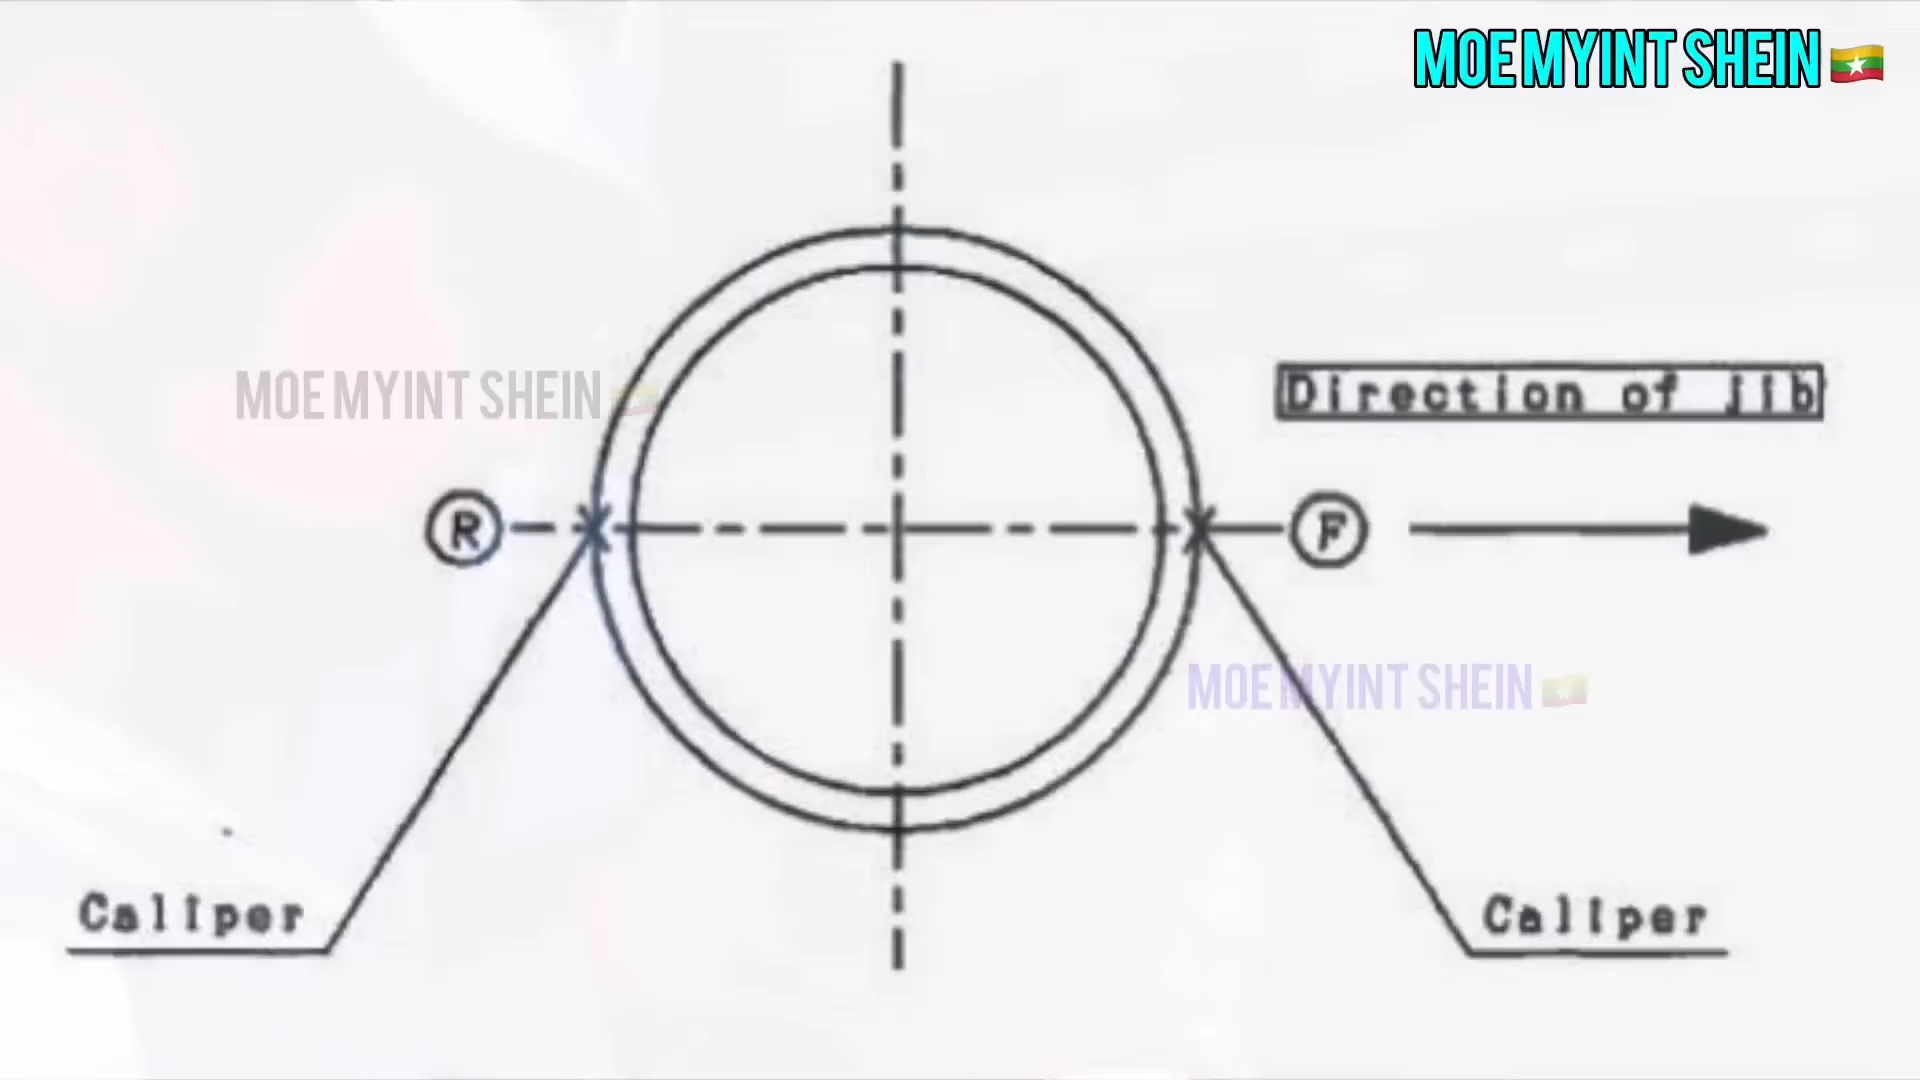 MOE MYINT SHEIN
Direction of jib
MOE MYINT SHEIN
R
F
MOE MYINT SHEIN
Caliper
Caliper